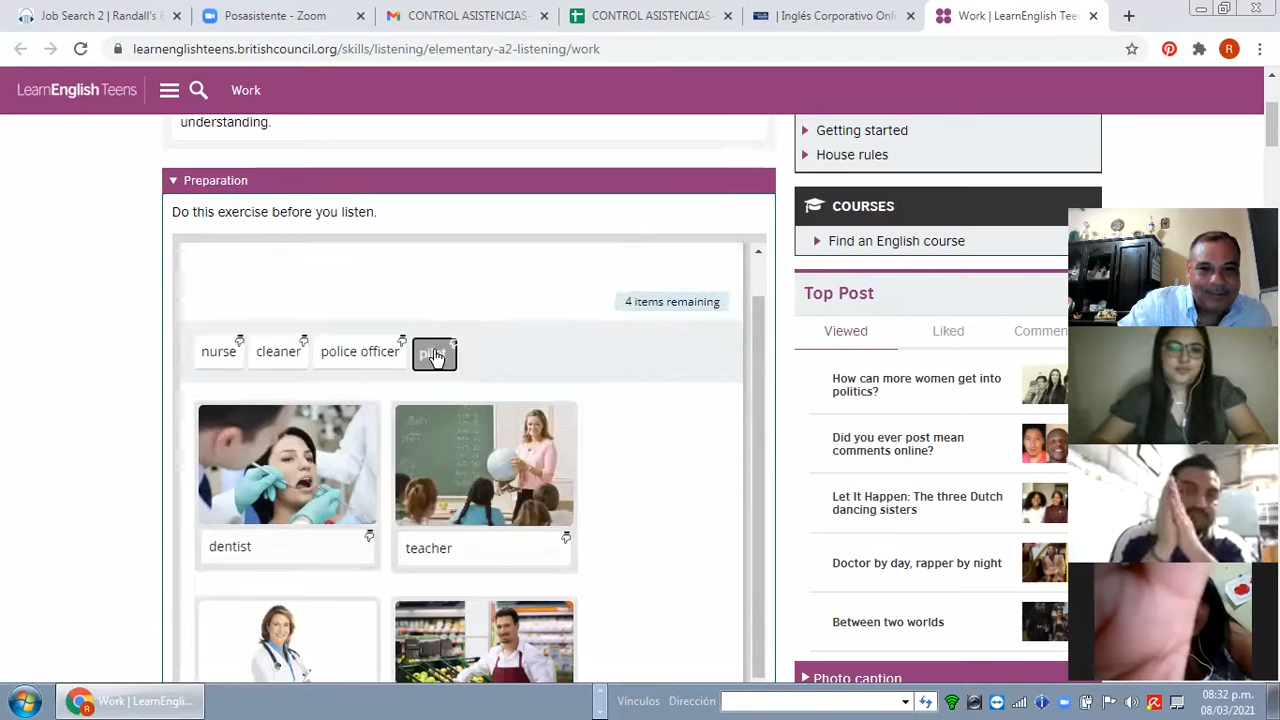 Job Search 2 | Randall's E
Potosistente - Zoom
CONTROL ASISTENCIAS-
CONTROL ASISTENCIAS-
| Inglés Corporativo Onli
Work | LearnEnglish Teen
learnenglishteens.britishcouncil.org/skills/listening/elementary-a2-listening/work
R
LearnEnglish Teens
Work
understanding.
Getting started
House rules
Preparation
Do this exercise before you listen.
COURSES
Find an English course
4 items remaining
Top Post
Viewed
Liked
Commen
nurse
cleaner
police officer
pilot
How can more women get into
politics?
Did you ever post mean
comments online?
Let It Happen: The three Dutch
dancing sisters
dentist
teacher
Doctor by day, rapper by night
Between two worlds
Photo caption
Work | LearnEngli...
Vínculos
Dirección
08:32 p.m.
08/03/2021